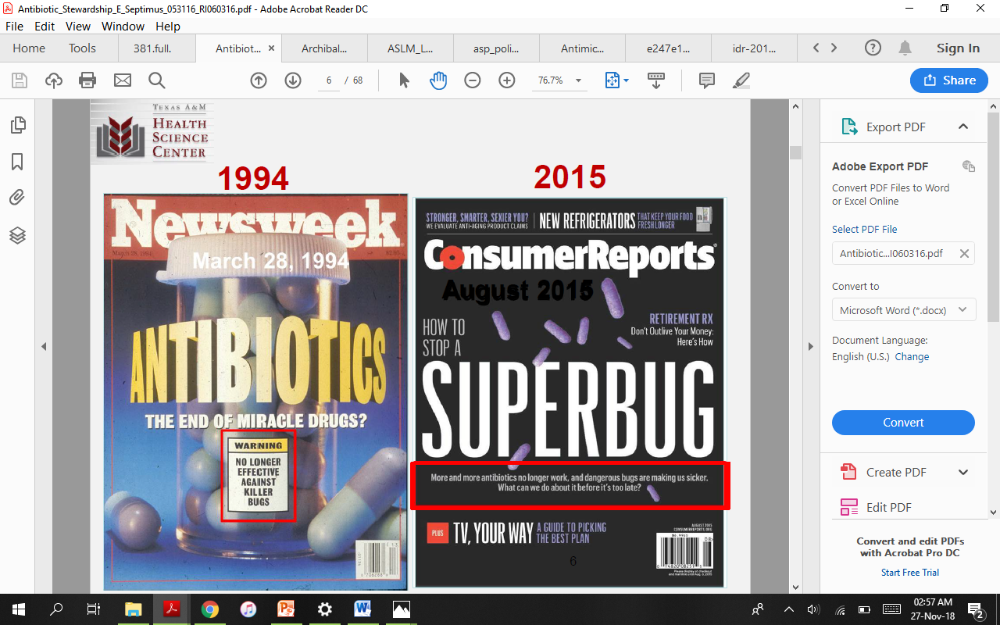 Antibiotic_Stewardship_E_Septimus_053116_RI060316.pdf - Adobe Acrobat Reader DC
File Edit View Window Help
Home Tools 381.full. Antibiot... Archibal... ASLM_L... asp_poli... Antimic... e247e1... idr-201... Sign In
6 / 68 76.7% Share
TEXAS A&M
HEALTH
SCIENCE
CENTER
1994
Newsweek
March 28, 1994
March 28, 1994
ANTIBIOTICS
THE END OF MIRACLE DRUGS?
WARNING
NO LONGER
EFFECTIVE
AGAINST
KILLER
BUGS
2015
STRONGER, SMARTER, SEXIER YOU?
WE EVALUATE ANTI-AGING PRODUCT CLAIMS
NEW REFRIGERATORS THAT KEEP YOUR FOOD
FRESH LONGER
ConsumerReports®
August 2015
HOW TO
STOP A
RETIREMENT RX
Don't Outlive Your Money:
Here's How
SUPERBUG
More and more antibiotics no longer work, and dangerous bugs are making us sicker.
What can we do about it before it's too late?
PLUS TV, YOUR WAY A GUIDE TO PICKING
THE BEST PLAN
AUGUST 2015
CONSUMERREPORTS.ORG
6
Export PDF
Adobe Export PDF
Convert PDF Files to Word
or Excel Online
Select PDF File
Antibiotic...I060316.pdf
Convert to
Microsoft Word (*.docx)
Document Language:
English (U.S.) Change
Convert
Create PDF
Edit PDF
Convert and edit PDFs
with Acrobat Pro DC
Start Free Trial
02:57 AM
27-Nov-18
2